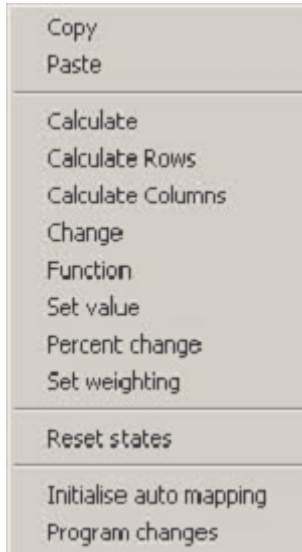 Copy
Paste
Calculate
Calculate Rows
Calculate Columns
Change
Function
Set value
Percent change
Set weighting
Reset states
Initialise auto mapping
Program changes